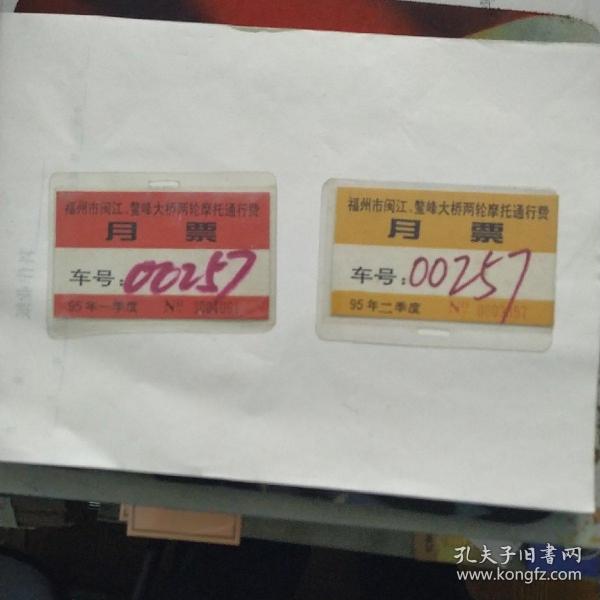 福州市闽江、鳌峰大桥两轮摩托通行费
月 票
车号:00257
95年一季度 Nº
福州市闽江、鳌峰大桥两轮摩托通行费
月 票
车号:00257
95年二季度 Nº
孔夫子旧书网
www.kongfz.com